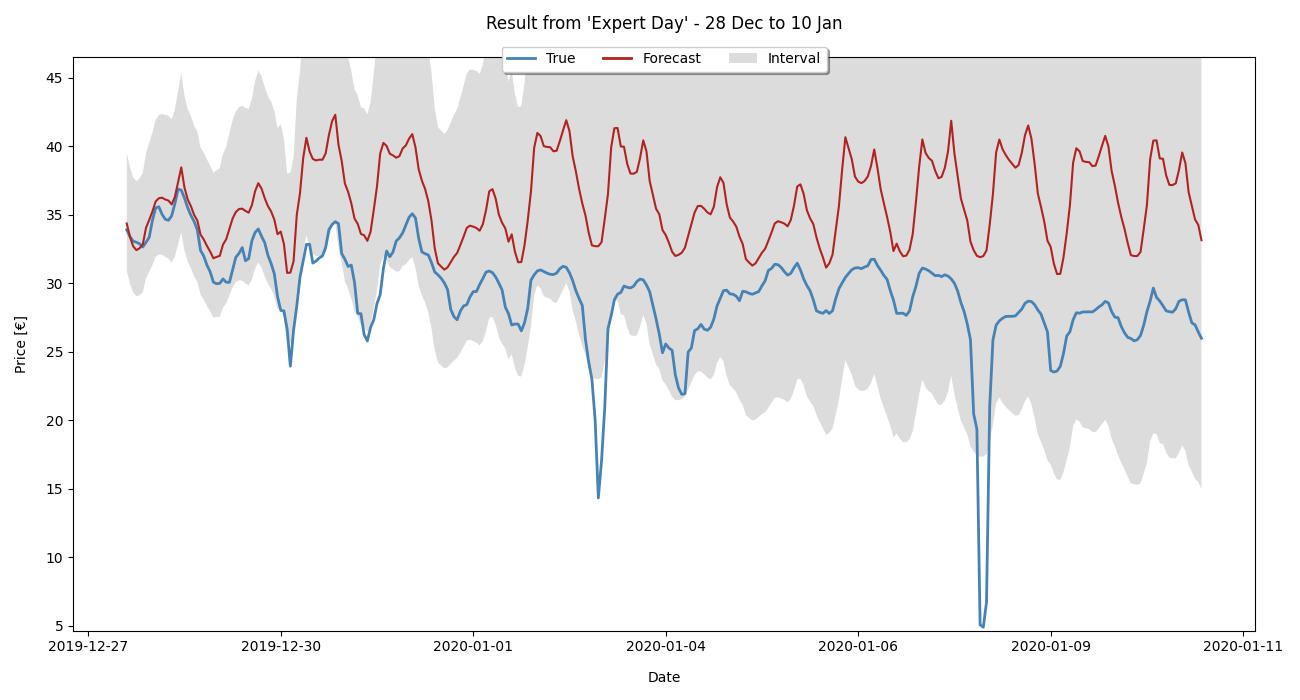 Result from 'Expert Day' - 28 Dec to 10 Jan
True Forecast Interval
45
40
35
30
25
20
15
10
5
Price [€]
2019-12-27 2019-12-30 2020-01-01 2020-01-04 2020-01-06 2020-01-09 2020-01-11
Date